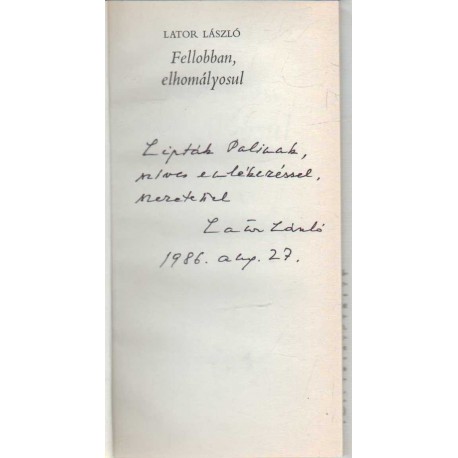 LATOR LÁSZLÓ
Fellobban,
elhomályosul
Lipták Palinak,
szíves emlékezéssel,
szeretettel
Lator László
1986. aug. 27.